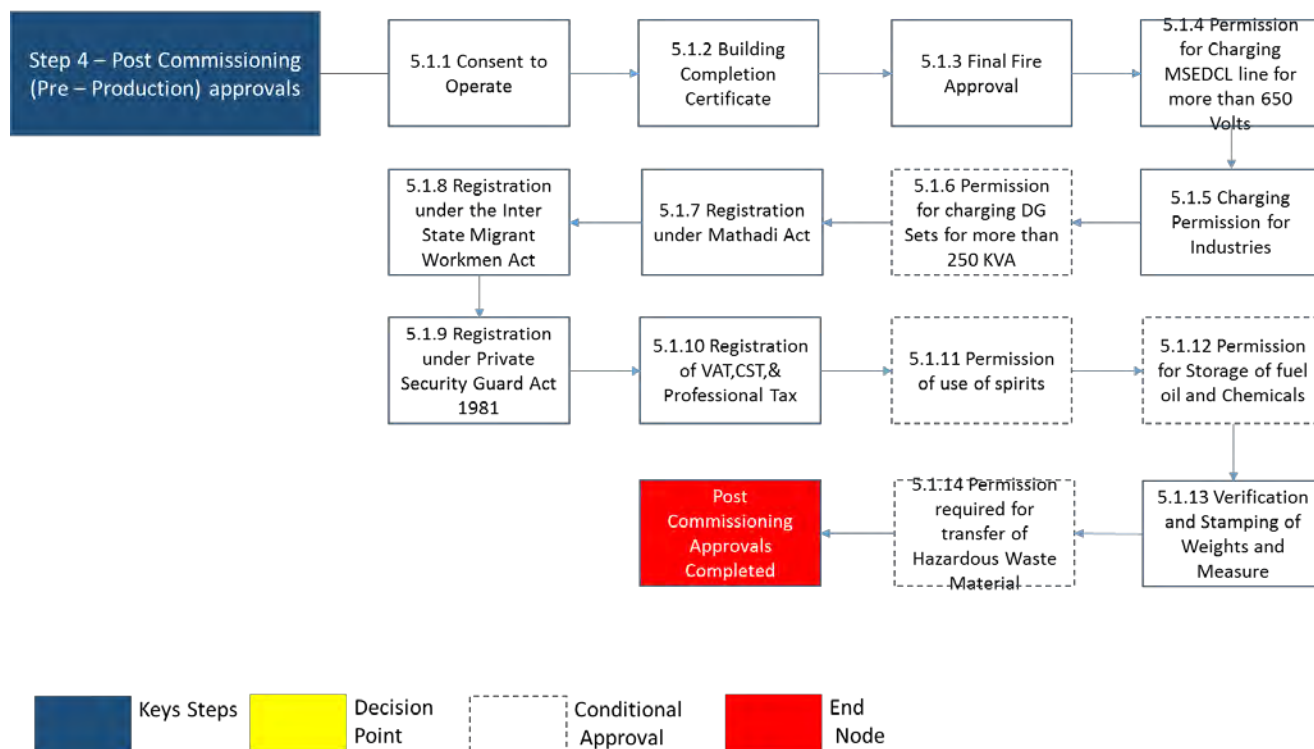 Step 4 – Post Commissioning
(Pre – Production) approvals
5.1.1 Consent to
Operate
5.1.2 Building
Completion
Certificate
5.1.3 Final Fire
Approval
5.1.4 Permission
for Charging
MSEDCL line for
more than 650
Volts
5.1.5 Charging
Permission for
Industries
5.1.6 Permission
for charging DG
Sets for more than
250 KVA
5.1.7 Registration
under Mathadi Act
5.1.8 Registration
under the Inter
State Migrant
Workmen Act
5.1.9 Registration
under Private
Security Guard Act
1981
5.1.10 Registration
of VAT,CST,&
Professional Tax
5.1.11 Permission
of use of spirits
5.1.12 Permission
for Storage of fuel
oil and Chemicals
5.1.13 Verification
and Stamping of
Weights and
Measure
5.1.14 Permission
required for
transfer of
Hazardous Waste
Material
Post
Commissioning
Approvals
Completed
Keys Steps
Decision
Point
Conditional
Approval
End
Node